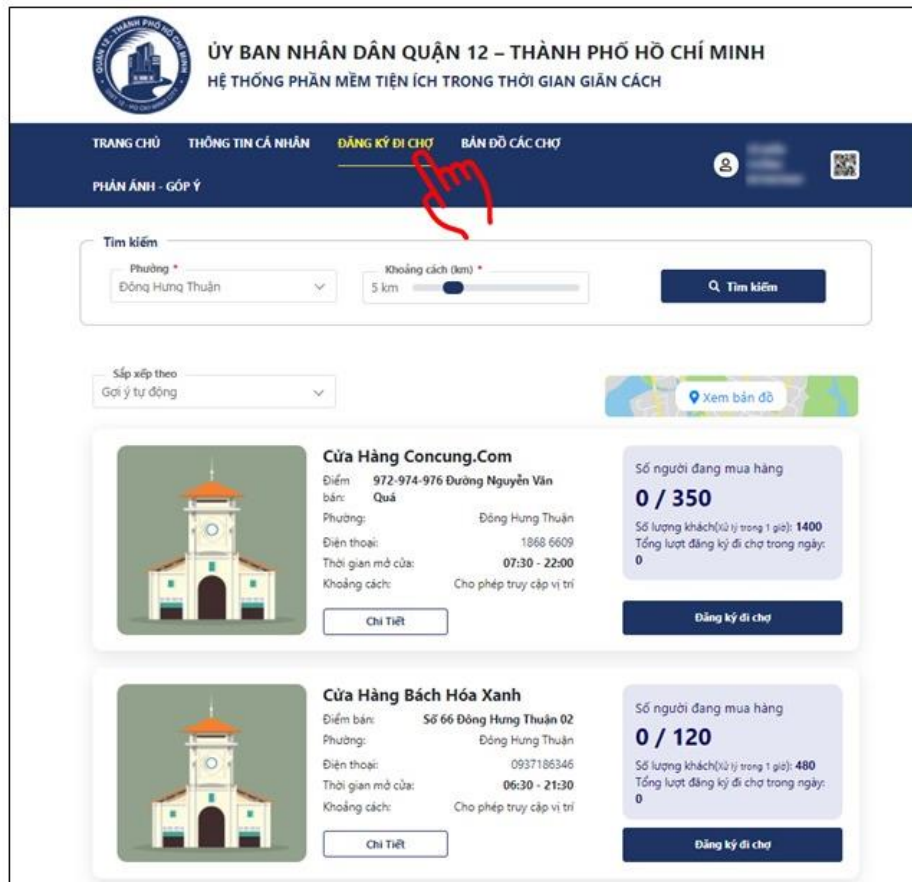 QUẬN 12 - THÀNH PHỐ HỒ CHÍ MINH
ỦY BAN NHÂN DÂN QUẬN 12 – THÀNH PHỐ HỒ CHÍ MINH
HỆ THỐNG PHẦN MỀM TIỆN ÍCH TRONG THỜI GIAN GIÃN CÁCH
TRANG CHỦ THÔNG TIN CÁ NHÂN ĐĂNG KÝ ĐI CHỢ BẢN ĐỒ CÁC CHỢ
PHẢN ÁNH - GÓP Ý
Tìm kiếm
Phường * Khoảng cách (km) *
Đông Hưng Thuận 5 km Tìm kiếm
Sắp xếp theo
Gợi ý tự động Xem bản đồ
Cửa Hàng Concung.Com
Điểm bán: 972-974-976 Đường Nguyễn Văn Quá
Phường: Đông Hưng Thuận
Điện thoại: 1868 6609
Thời gian mở cửa: 07:30 - 22:00
Khoảng cách: Cho phép truy cập vị trí
Chi Tiết
Số người đang mua hàng
0 / 350
Số lượng khách(Xử lý trong 1 giờ): 1400
Tổng lượt đăng ký đi chợ trong ngày:
0
Đăng ký đi chợ
Cửa Hàng Bách Hóa Xanh
Điểm bán: Số 66 Đông Hưng Thuận 02
Phường: Đông Hưng Thuận
Điện thoại: 0937186346
Thời gian mở cửa: 06:30 - 21:30
Khoảng cách: Cho phép truy cập vị trí
Chi Tiết
Số người đang mua hàng
0 / 120
Số lượng khách(Xử lý trong 1 giờ): 480
Tổng lượt đăng ký đi chợ trong ngày:
0
Đăng ký đi chợ